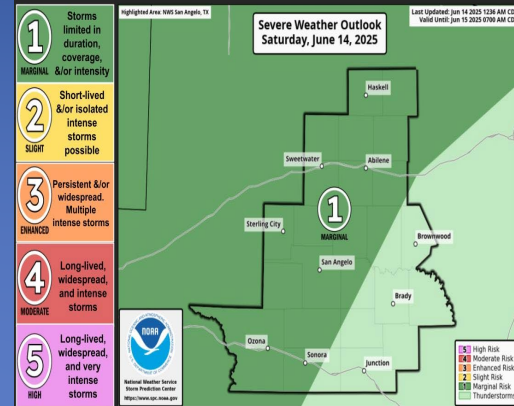 1
MARGINAL
Storms
limited in
duration,
coverage,
&/or intensity
2
SLIGHT
Short-lived
&/or isolated
intense
storms
possible
3
ENHANCED
Persistent &/or
widespread.
Multiple
intense storms
4
MODERATE
Long-lived,
widespread,
and intense
storms
5
HIGH
Long-lived,
widespread,
and very
intense
storms
Highlighted Area: NWS San Angelo, TX
Severe Weather Outlook
Saturday, June 14, 2025
Last Updated: Jun 14 2025 1236 AM CD
Valid Until: Jun 15 2025 0700 AM CD
Haskell
Sweetwater
Abilene
1
MARGINAL
Sterling City
Brownwood
San Angelo
Brady
Ozona
Sonora
Junction
NOAA
National Weather Service
Storm Prediction Center
https://www.spc.noaa.gov
5 High Risk
4 Moderate Risk
3 Enhanced Risk
2 Slight Risk
1 Marginal Risk
Thunderstorms